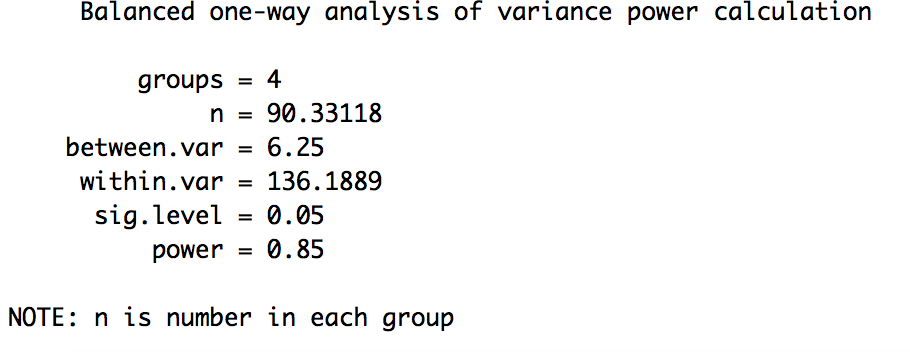 Balanced one-way analysis of variance power calculation
groups = 4
n = 90.33118
between.var = 6.25
within.var = 136.1889
sig.level = 0.05
power = 0.85
NOTE: n is number in each group